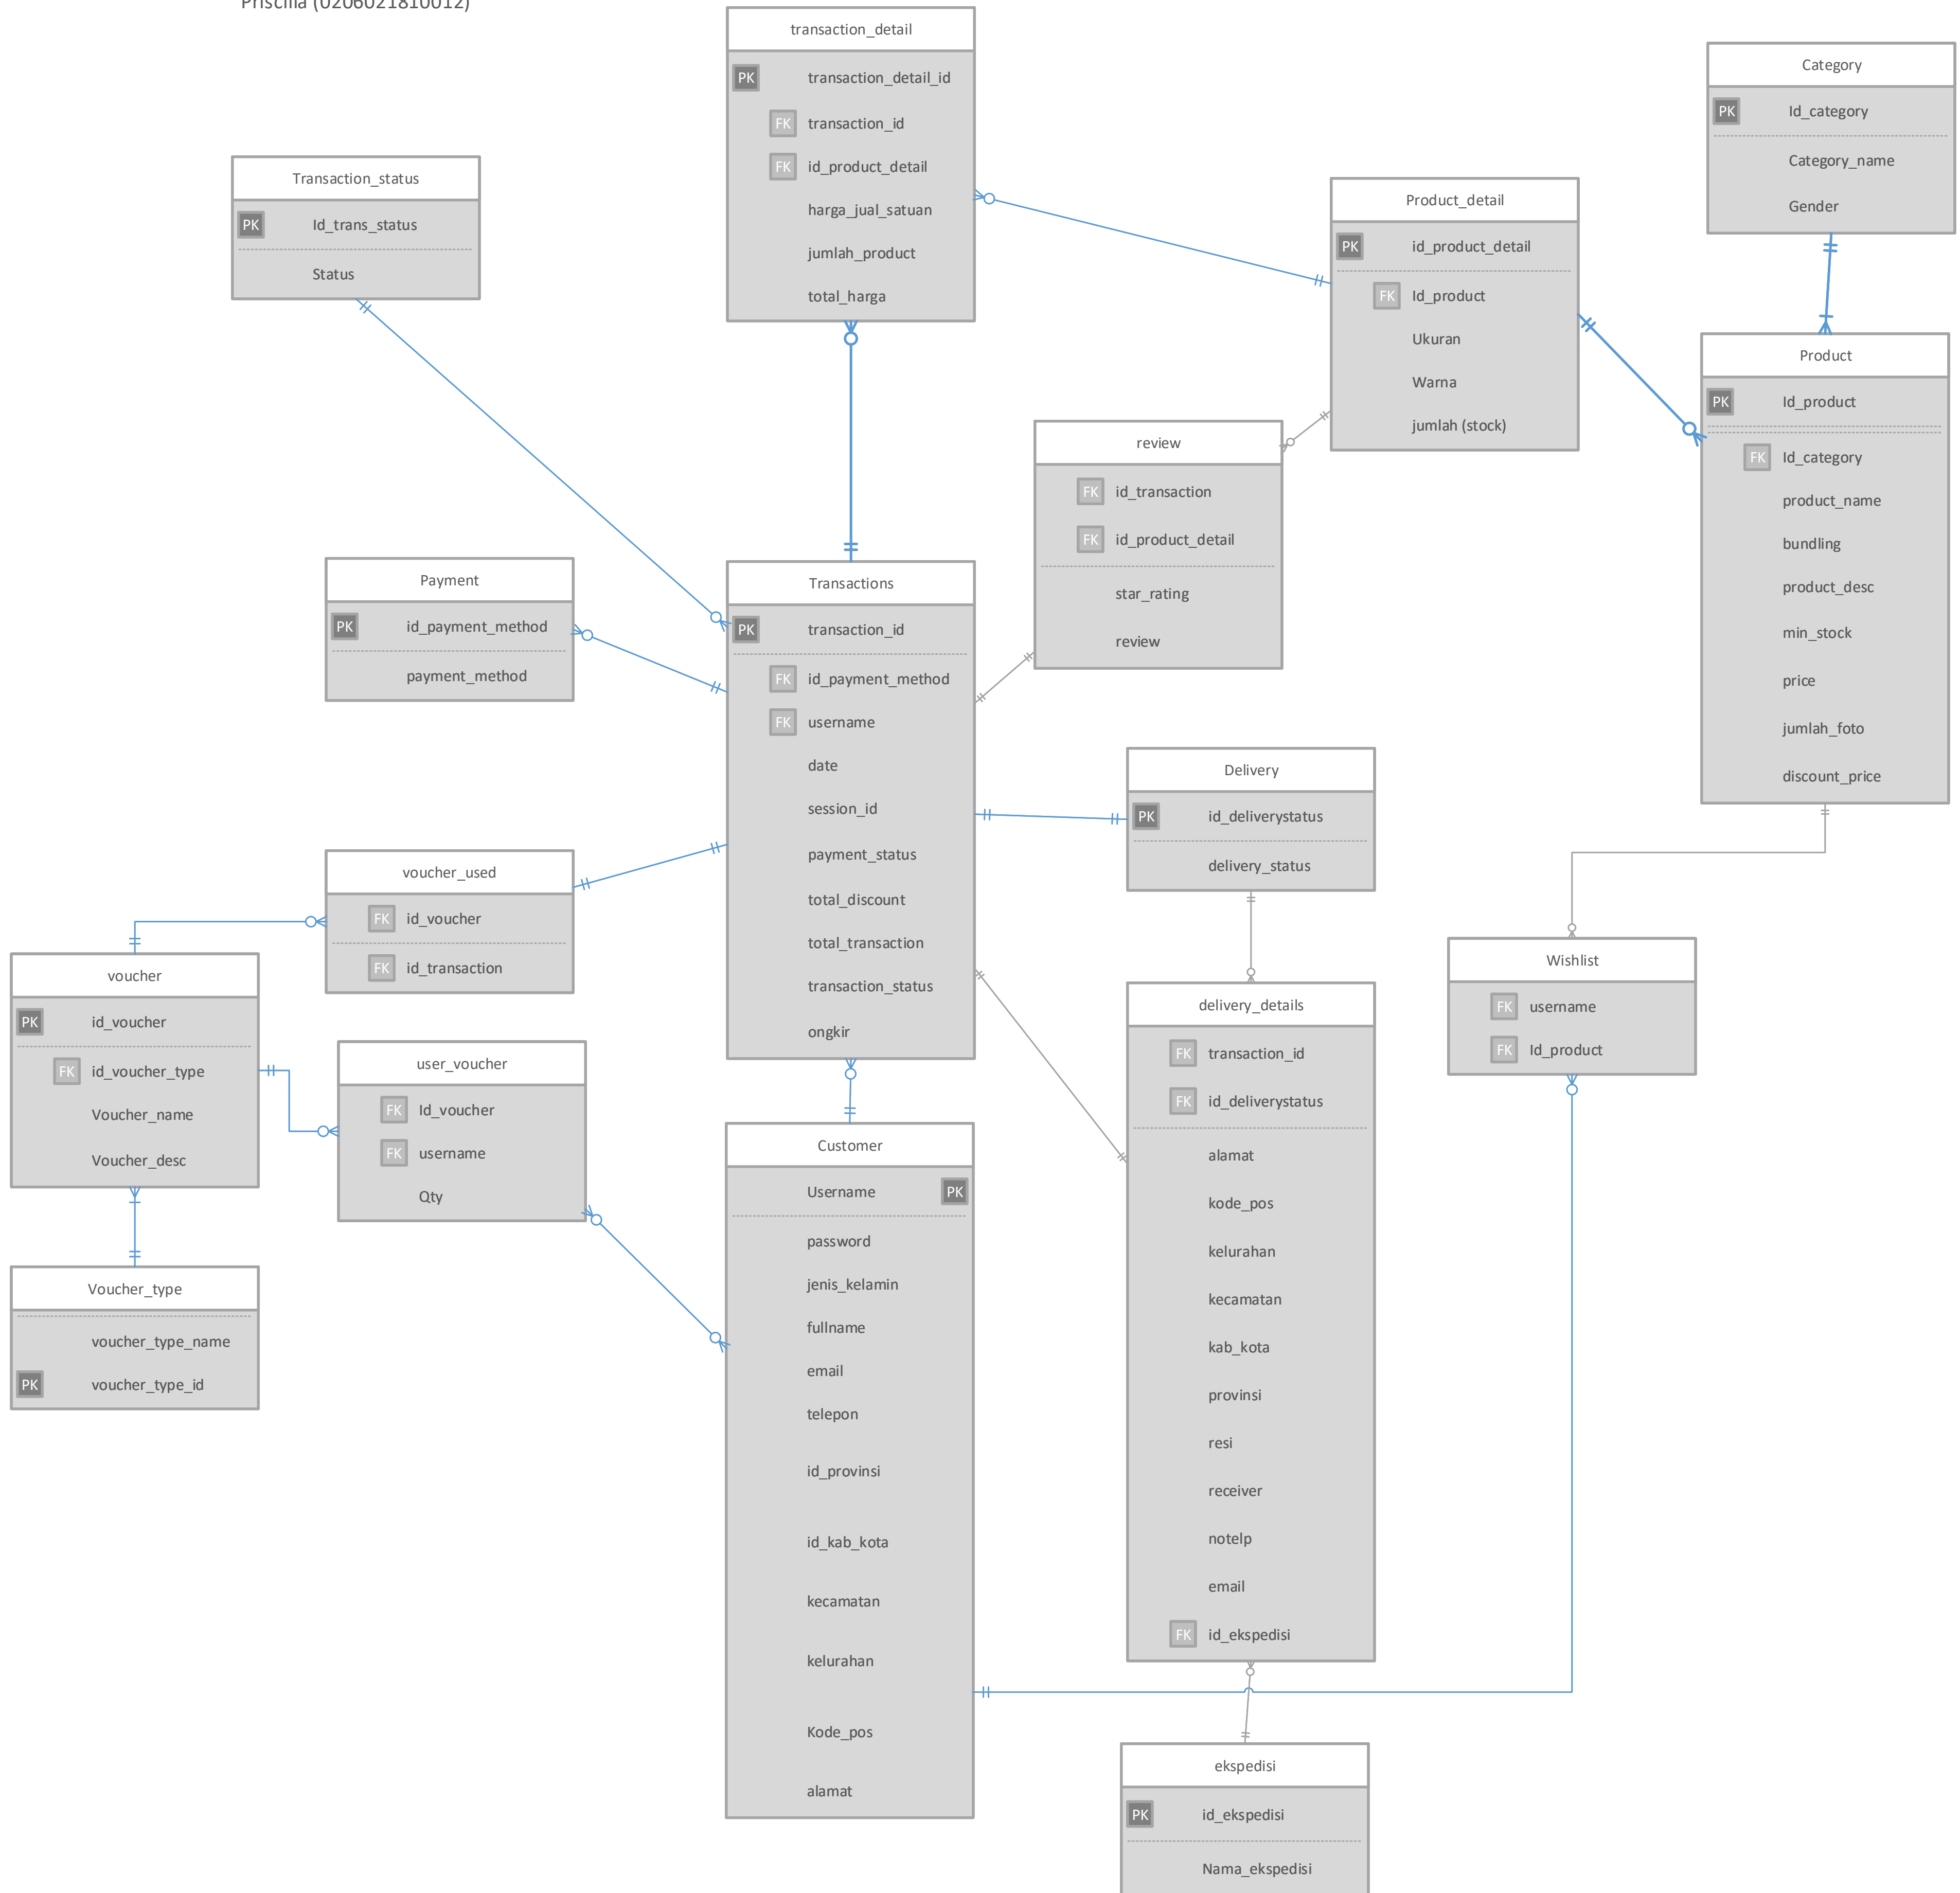 Priscilla (0206021810012)
transaction_detail
PK transaction_detail_id
FK transaction_id
FK id_product_detail
harga_jual_satuan
jumlah_product
total_harga
Category
PK Id_category
Category_name
Gender
Transaction_status
PK Id_trans_status
Status
Product_detail
PK id_product_detail
FK Id_product
Ukuran
Warna
jumlah (stock)
Product
PK Id_product
FK Id_category
product_name
bundling
product_desc
min_stock
price
jumlah_foto
discount_price
review
FK id_transaction
FK id_product_detail
star_rating
review
Payment
PK id_payment_method
payment_method
Transactions
PK transaction_id
FK id_payment_method
FK username
date
session_id
payment_status
total_discount
total_transaction
transaction_status
ongkir
Delivery
PK id_deliverystatus
delivery_status
voucher_used
FK id_voucher
FK id_transaction
voucher
PK id_voucher
FK id_voucher_type
Voucher_name
Voucher_desc
user_voucher
FK Id_voucher
FK username
Qty
Wishlist
FK username
FK Id_product
delivery_details
FK transaction_id
FK id_deliverystatus
alamat
kode_pos
kelurahan
kecamatan
kab_kota
provinsi
resi
receiver
notelp
email
FK id_ekspedisi
Customer
Username PK
password
jenis_kelamin
fullname
email
telepon
id_provinsi
id_kab_kota
kecamatan
kelurahan
Kode_pos
alamat
Voucher_type
voucher_type_name
PK voucher_type_id
ekspedisi
PK id_ekspedisi
Nama_ekspedisi